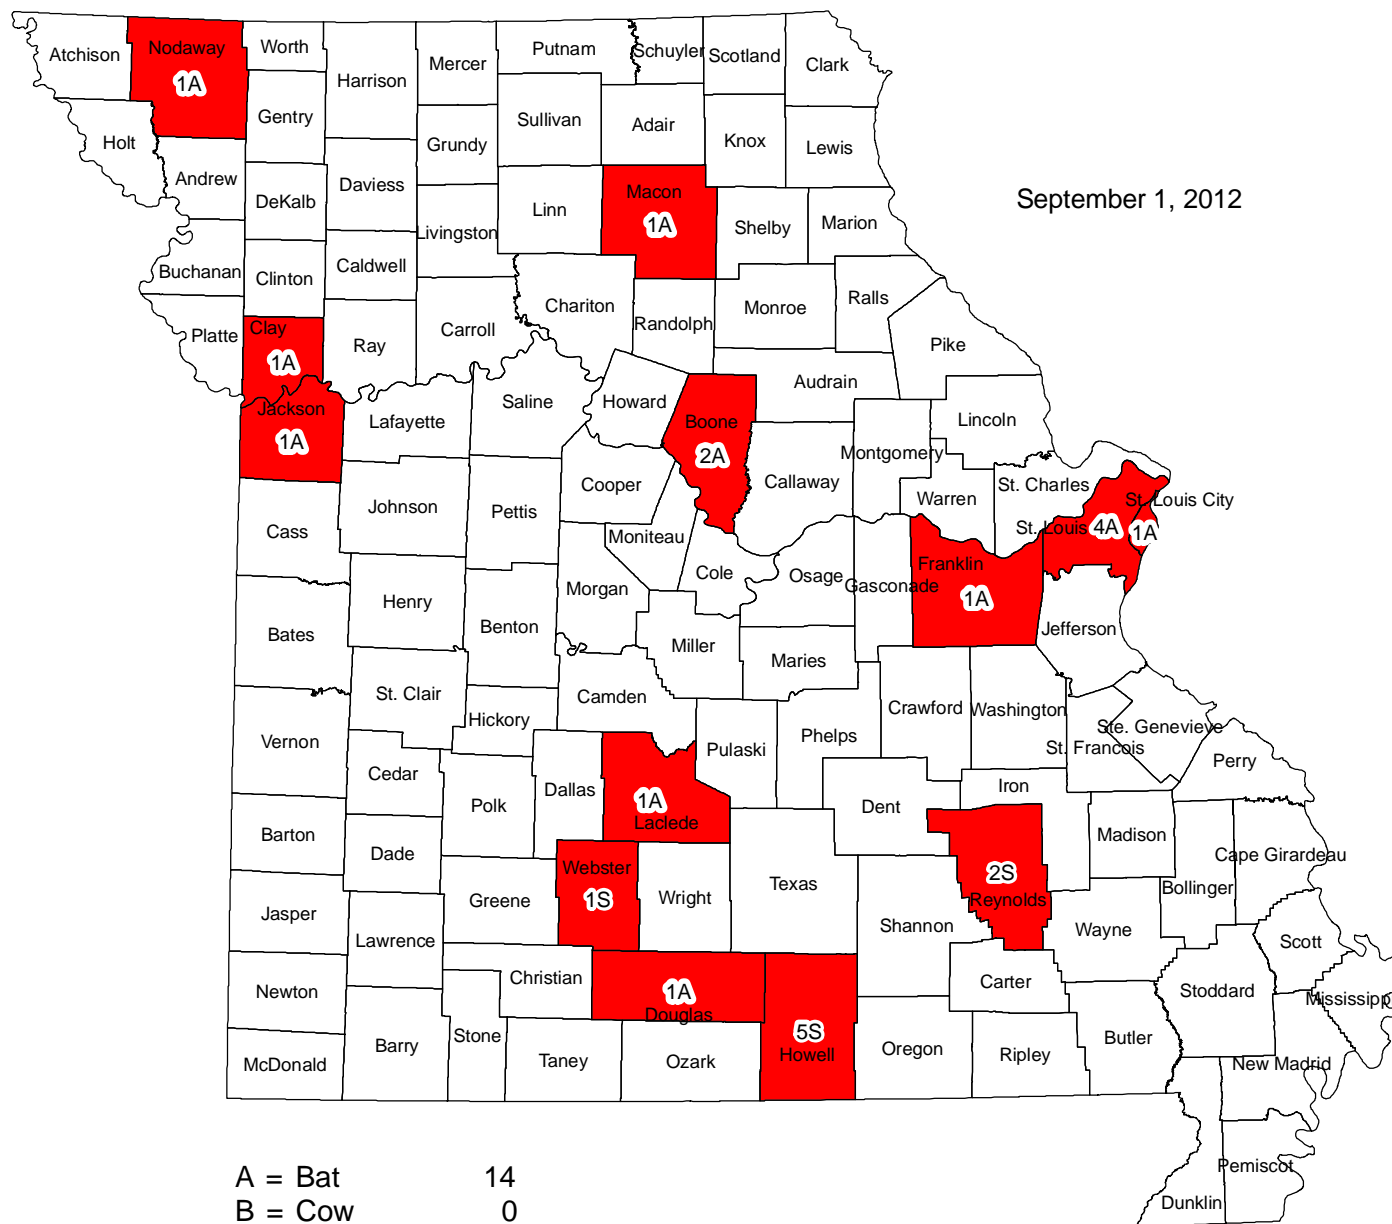 Atchison
Nodaway
1A
Worth
Harrison
Mercer
Putnam
Schuyler
Scotland
Clark
Gentry
Sullivan
Adair
Knox
Lewis
Holt
Grundy
Andrew
DeKalb
Daviess
Livingston
Linn
Macon
1A
Shelby
Marion
September 1, 2012
Buchanan
Clinton
Caldwell
Chariton
Randolph
Monroe
Ralls
Platte
Clay
1A
Ray
Carroll
Pike
Audrain
Jackson
1A
Lafayette
Saline
Howard
Boone
2A
Lincoln
Montgomery
Callaway
Cooper
Warren
St. Charles
St. Louis City
St. Louis
4A
1A
Cass
Johnson
Pettis
Moniteau
Cole
Osage
Gasconade
Franklin
1A
Bates
Henry
Benton
Morgan
Miller
Maries
Jefferson
St. Clair
Hickory
Camden
Pulaski
Phelps
Crawford
Washington
St. Francois
Ste. Genevieve
Perry
Vernon
Cedar
Polk
Dallas
1A
Laclede
Dent
Iron
Madison
Barton
Dade
Webster
1S
Wright
Texas
2S
Reynolds
Bollinger
Cape Girardeau
Jasper
Lawrence
Greene
Shannon
Wayne
Scott
Newton
Christian
1A
Douglas
5S
Howell
Carter
Stoddard
Mississippi
McDonald
Barry
Stone
Taney
Ozark
Oregon
Ripley
Butler
New Madrid
Pemiscot
Dunklin
A = Bat 14
B = Cow 0